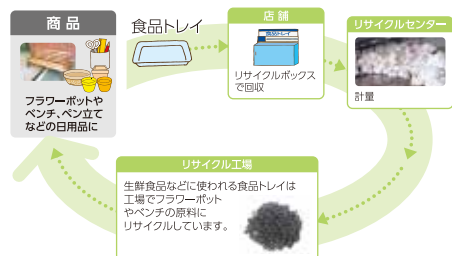 商品
フラワーポットや
ベンチ、ペン立て
などの日用品に
食品トレイ
店舗
食品トレイ
リサイクルボックス
で回収
リサイクルセンター
計量
リサイクル工場
生鮮食品などに使われる食品トレイは
工場でフラワーポット
やベンチの原料に
リサイクルしています。